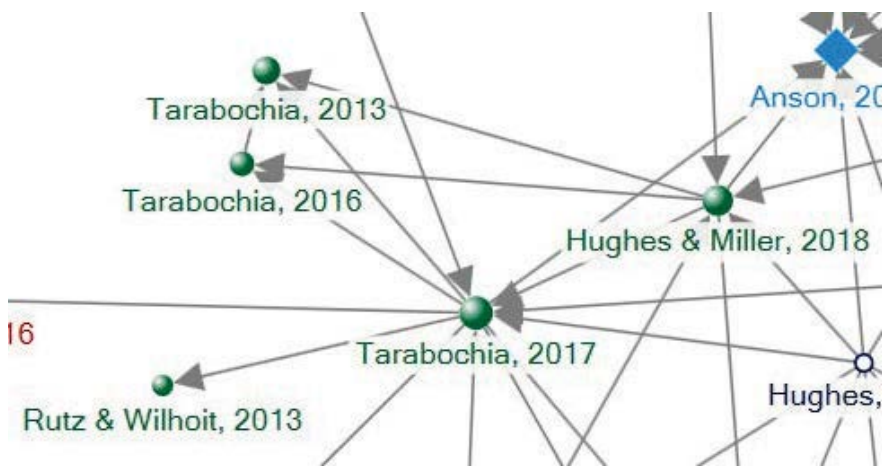 Anson, 20
Tarabochia, 2013
Tarabochia, 2016
Hughes & Miller, 2018
16
Tarabochia, 2017
Hughes,
Rutz & Wilhoit, 2013